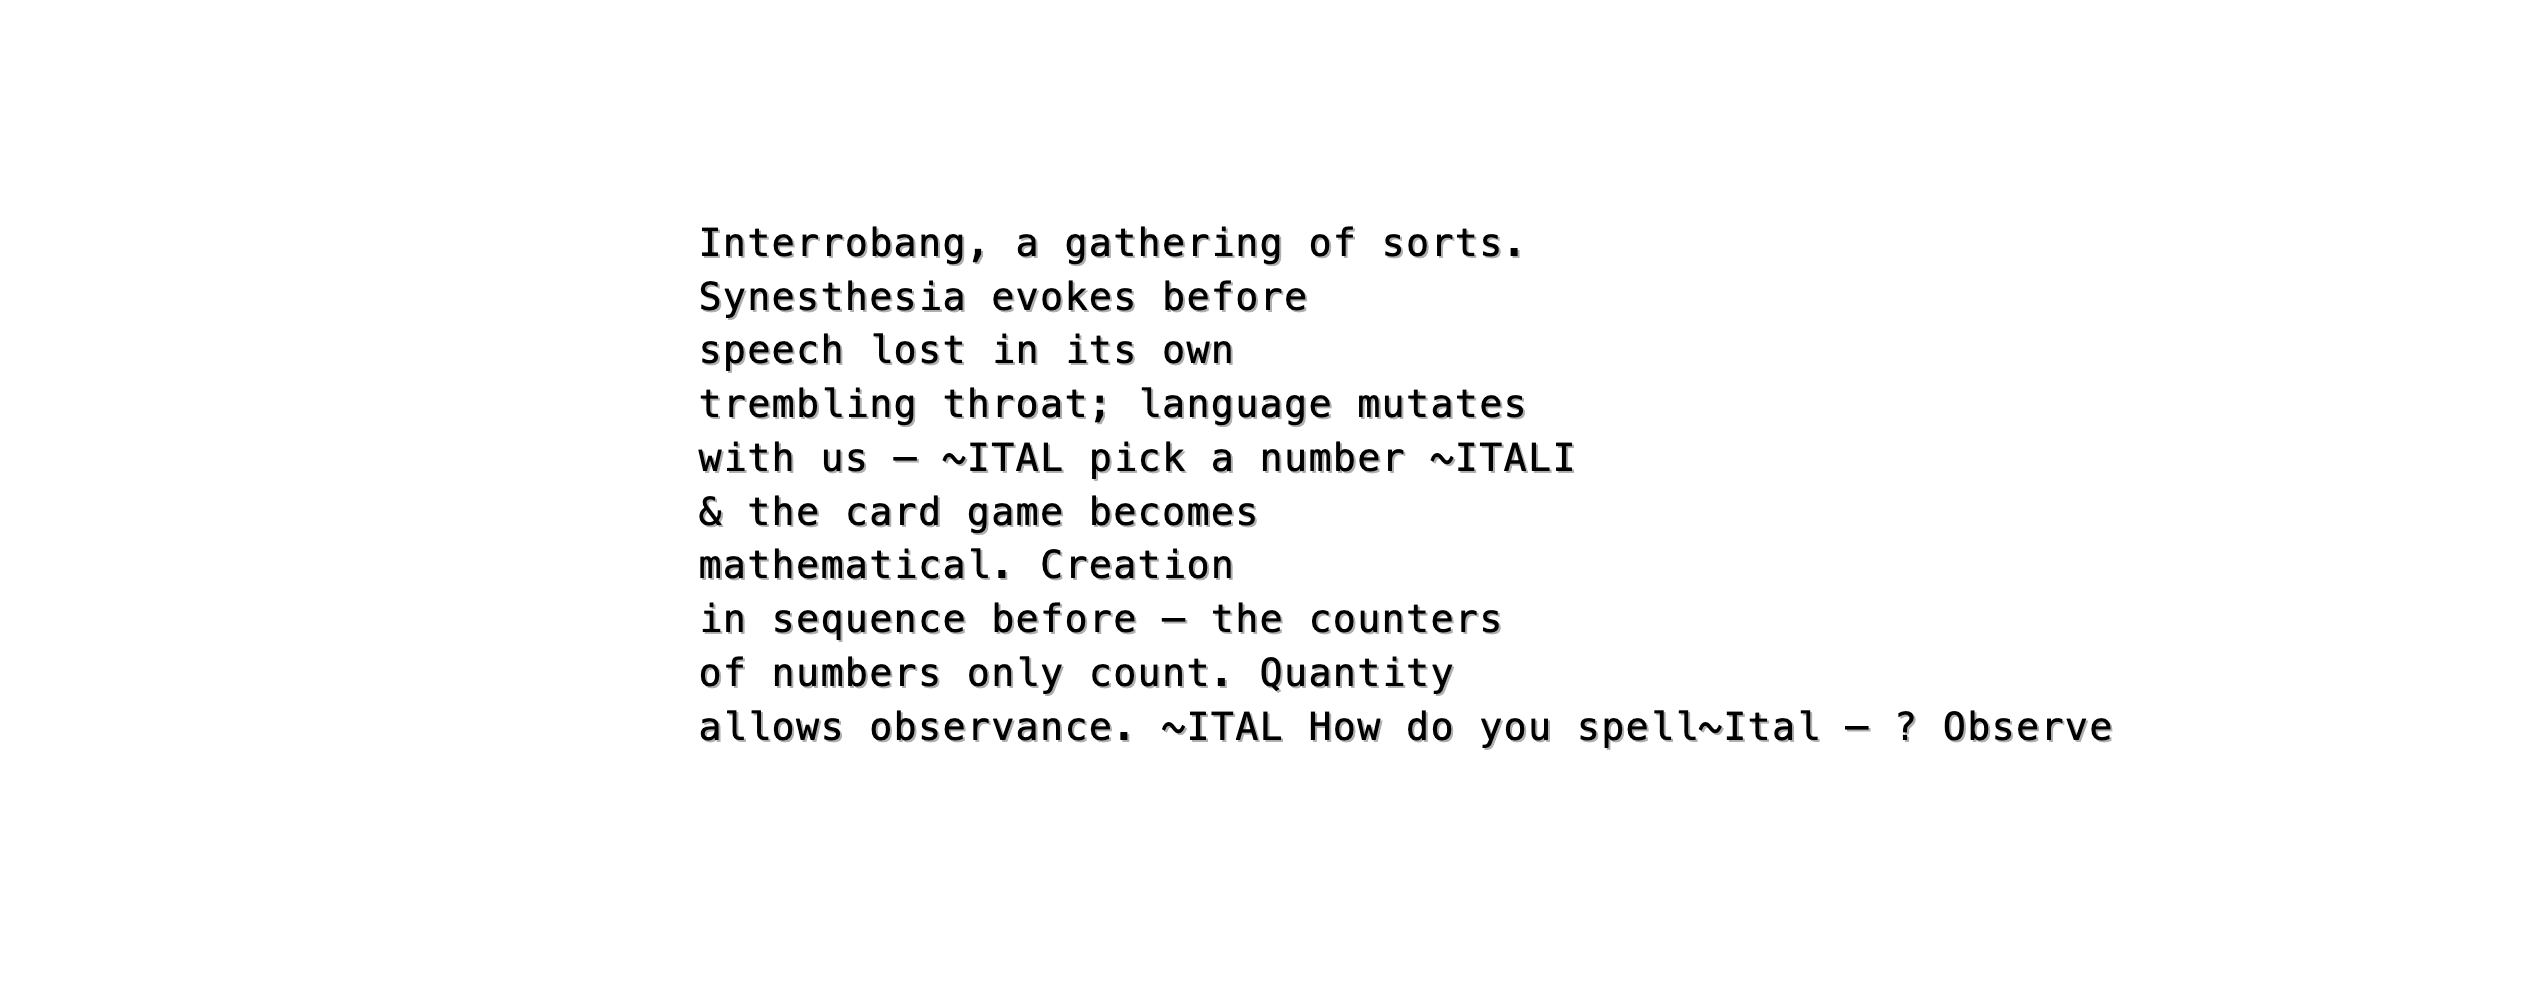 Interrobang, a gathering of sorts.
Synesthesia evokes before
speech lost in its own
trembling throat; language mutates
with us — ~ITAL pick a number ~ITALI
& the card game becomes
mathematical. Creation
in sequence before — the counters
of numbers only count. Quantity
allows observance. ~ITAL How do you spell~Ital — ? Observe